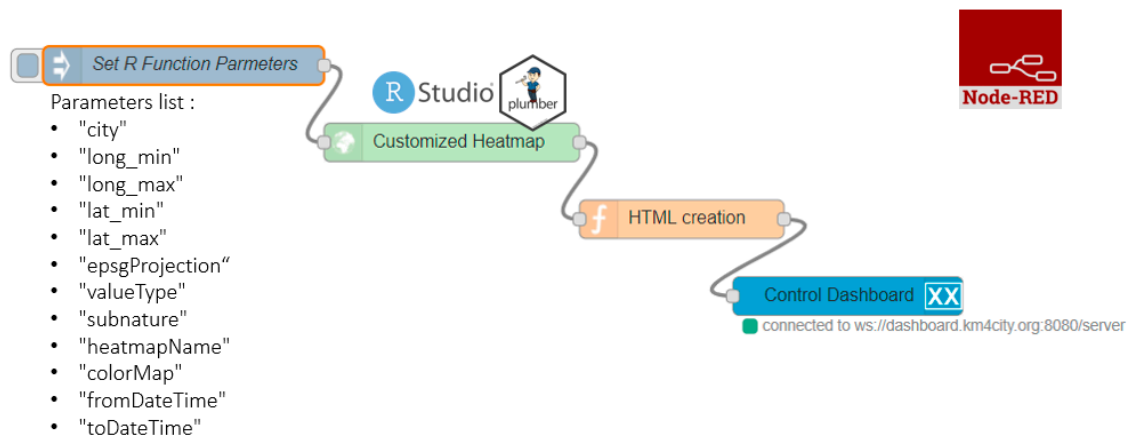 Set R Function Parmeters
Parameters list :
• "city"
• "long_min"
• "long_max"
• "lat_min"
• "lat_max"
• "epsgProjection“
• "valueType"
• "subnature"
• "heatmapName"
• "colorMap"
• "fromDateTime"
• "toDateTime"
R Studio
plumber
Customized Heatmap
f HTML creation
Control Dashboard XX
connected to ws://dashboard.km4city.org:8080/server
Node-RED